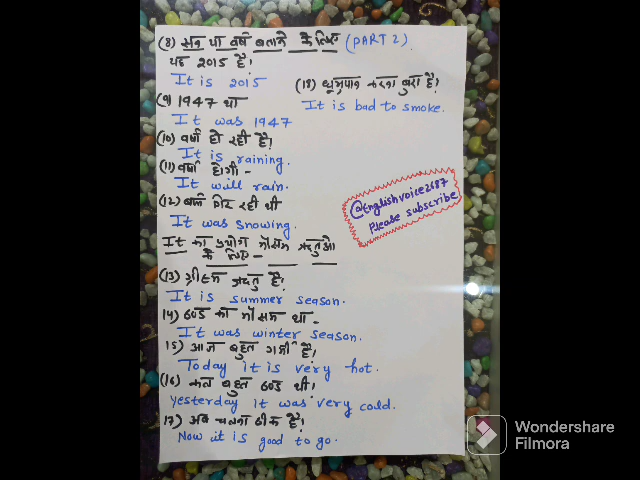 (8) सन या वर्ष बताने के लिए (PART 2)
यह 2015 है।
It is 2015
(9) 1947 था
It was 1947
(10) वर्षा हो रही है।
It is raining.
(11) वर्षा होगी -
It will rain.
(12) बर्फ गिर रही थी
It was snowing.
It का प्रयोग मौसम ऋतुओ
के लिए -
(13) ग्रीष्म ऋतु है।
It is summer season.
14) ठण्ड का मौसम था -
It was winter season.
15) आज बहुत गर्मी है।
Today it is very hot.
(16) कल बहुत ठण्ड थी।
Yesterday it was very cold.
17) अब चलना ठीक है।
Now it is good to go.
(18) धूम्रपान करना बुरा है।
It is bad to smoke.
@Englishvoice2687
Please subscribe
Wondershare
Filmora